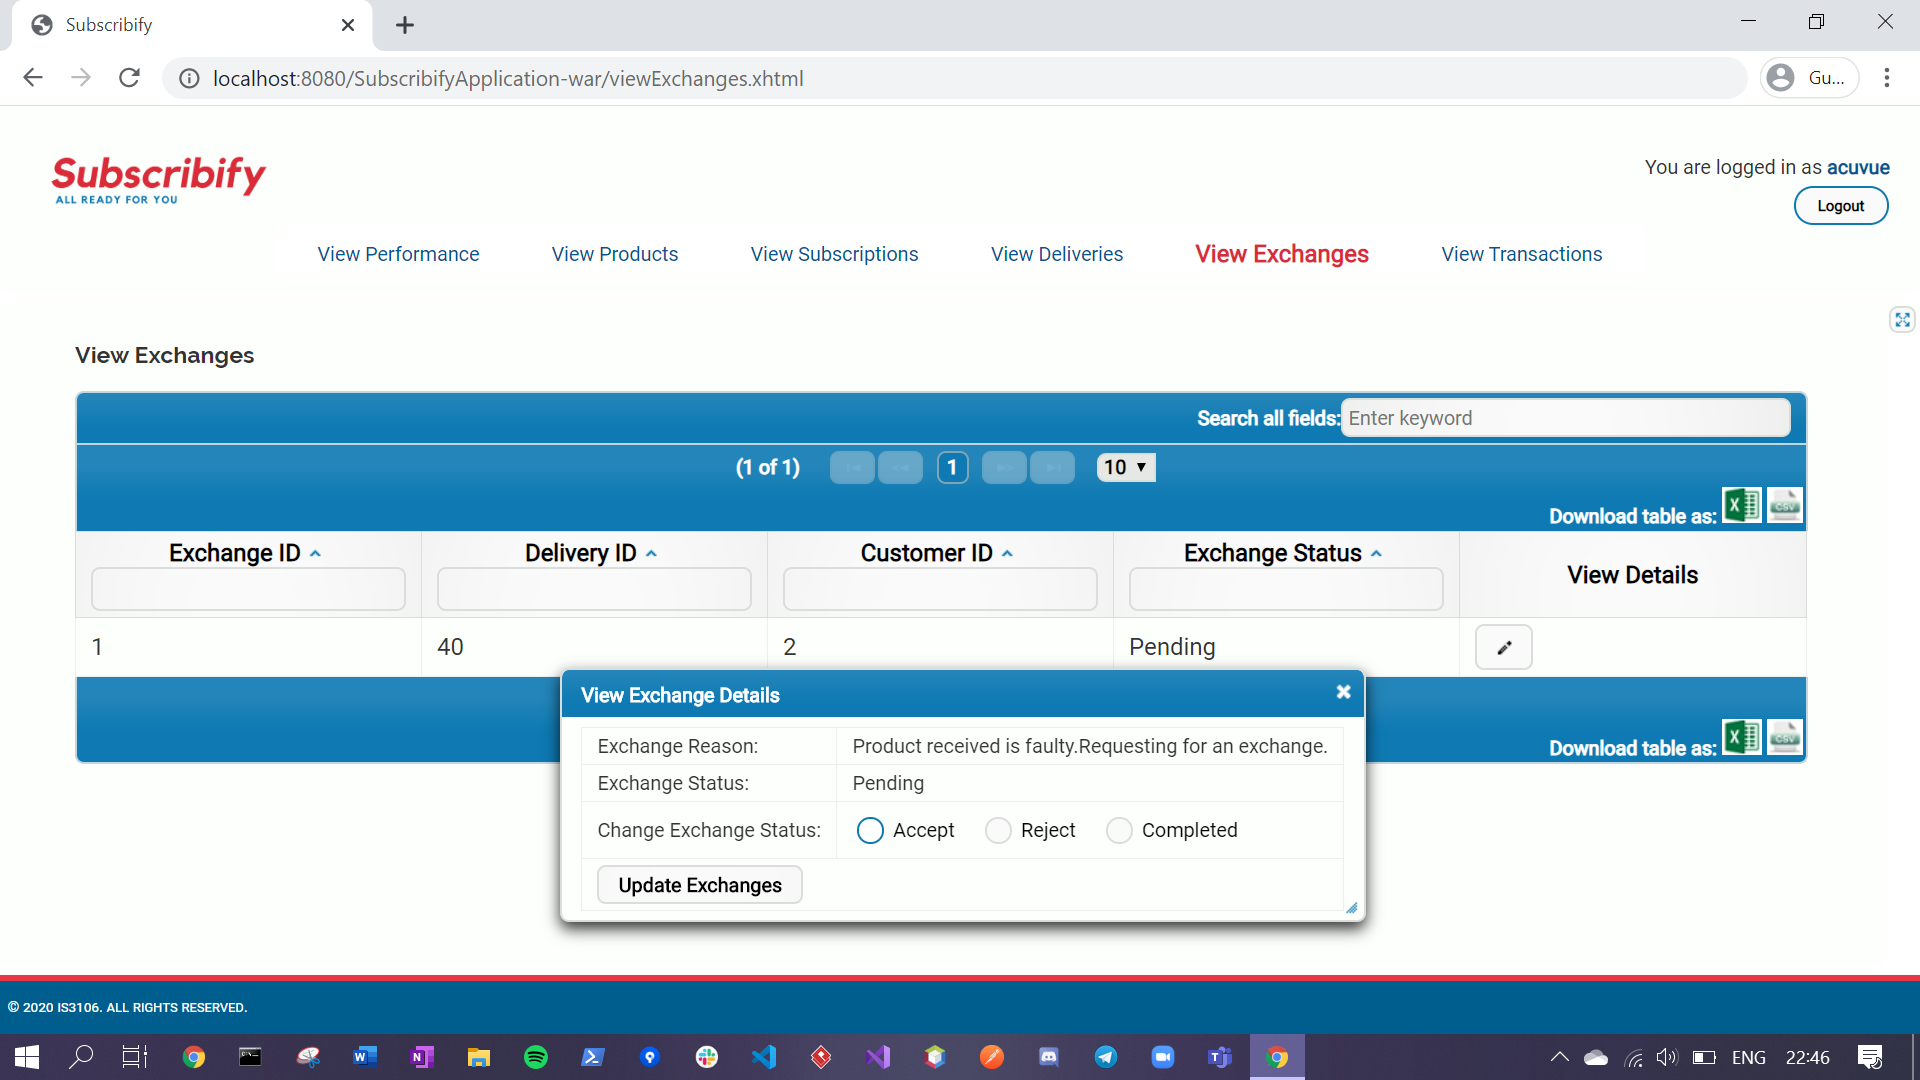 Subscribify
localhost:8080/SubscribifyApplication-war/viewExchanges.xhtml
Gu...
Subscribify
ALL READY FOR YOU
You are logged in as acuvue
Logout
View Performance View Products View Subscriptions View Deliveries View Exchanges View Transactions
View Exchanges
Search all fields: Enter keyword
(1 of 1) 1 10
Download table as: X CSV
Exchange ID Delivery ID Customer ID Exchange Status View Details
1 40 2 Pending
View Exchange Details
Download table as: X CSV
Exchange Reason: Product received is faulty.Requesting for an exchange.
Exchange Status: Pending
Change Exchange Status: Accept Reject Completed
Update Exchanges
© 2020 IS3106. ALL RIGHTS RESERVED.
ENG 22:46